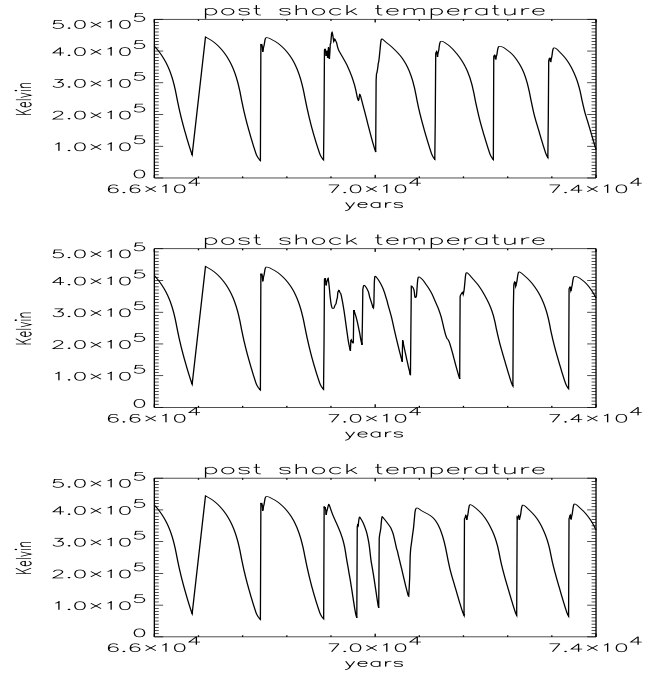 post shock temperature
5.0×10⁵
4.0×10⁵
3.0×10⁵
2.0×10⁵
1.0×10⁵
0
Kelvin
6.6×10⁴ 7.0×10⁴ 7.4×10⁴
years
post shock temperature
5.0×10⁵
4.0×10⁵
3.0×10⁵
2.0×10⁵
1.0×10⁵
0
Kelvin
6.6×10⁴ 7.0×10⁴ 7.4×10⁴
years
post shock temperature
5.0×10⁵
4.0×10⁵
3.0×10⁵
2.0×10⁵
1.0×10⁵
0
Kelvin
6.6×10⁴ 7.0×10⁴ 7.4×10⁴
years